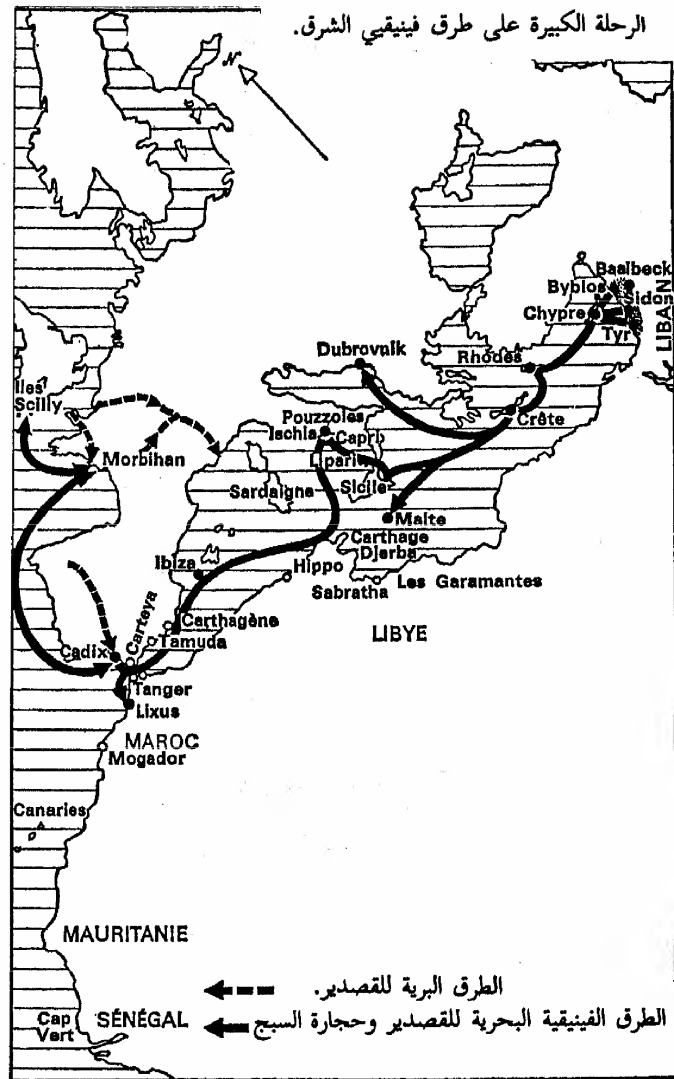 الرحلة الكبيرة على طرق فينيقيي الشرق.
N
Baalbeck
Byblos
Sidon
Chypre
Tyr
LIBAN
Dubrovnik
Rhodes
Iles
Scilly
Crête
Pouzzoles
Ischia
Capri
Morbihan
Lipari
Sardaigne
Sicile
Malte
Carthage
Djerba
Ibiza
Hippo
Sabratha
Les Garamantes
Carteya
Carthagène
Tamuda
LIBYE
Cadix
Tanger
Lixus
MAROC
Mogador
Canaries
MAURITANIE
الطرق البرية للقصدير.
Cap
Vert
SÉNÉGAL
الطرق الفينيقية البحرية للقصدير وحجارة السبج